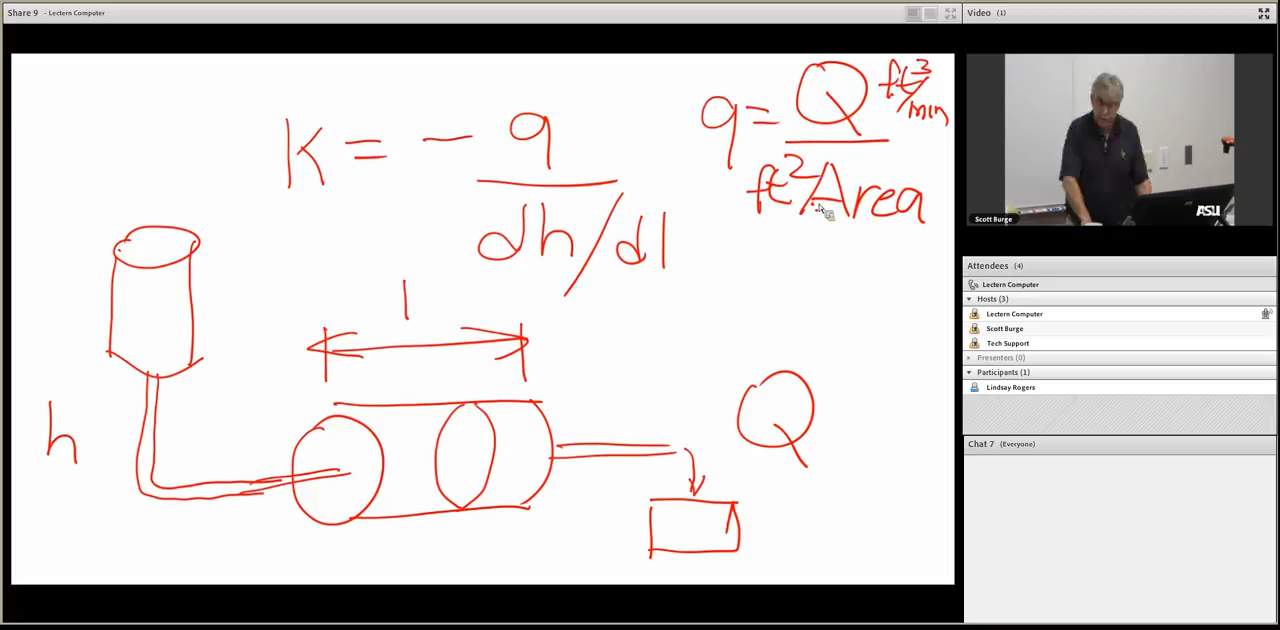 Share 9 - Lectern Computer
K = - q
dh/dl
q = Q ft³/min
ft² Area
l
h
Q
Video (1)
ASU
Scott Burge
Attendees (4)
Lectern Computer
Hosts (3)
Lectern Computer
Scott Burge
Tech Support
Presenters (0)
Participants (1)
Lindsay Rogers
Chat 7 (Everyone)